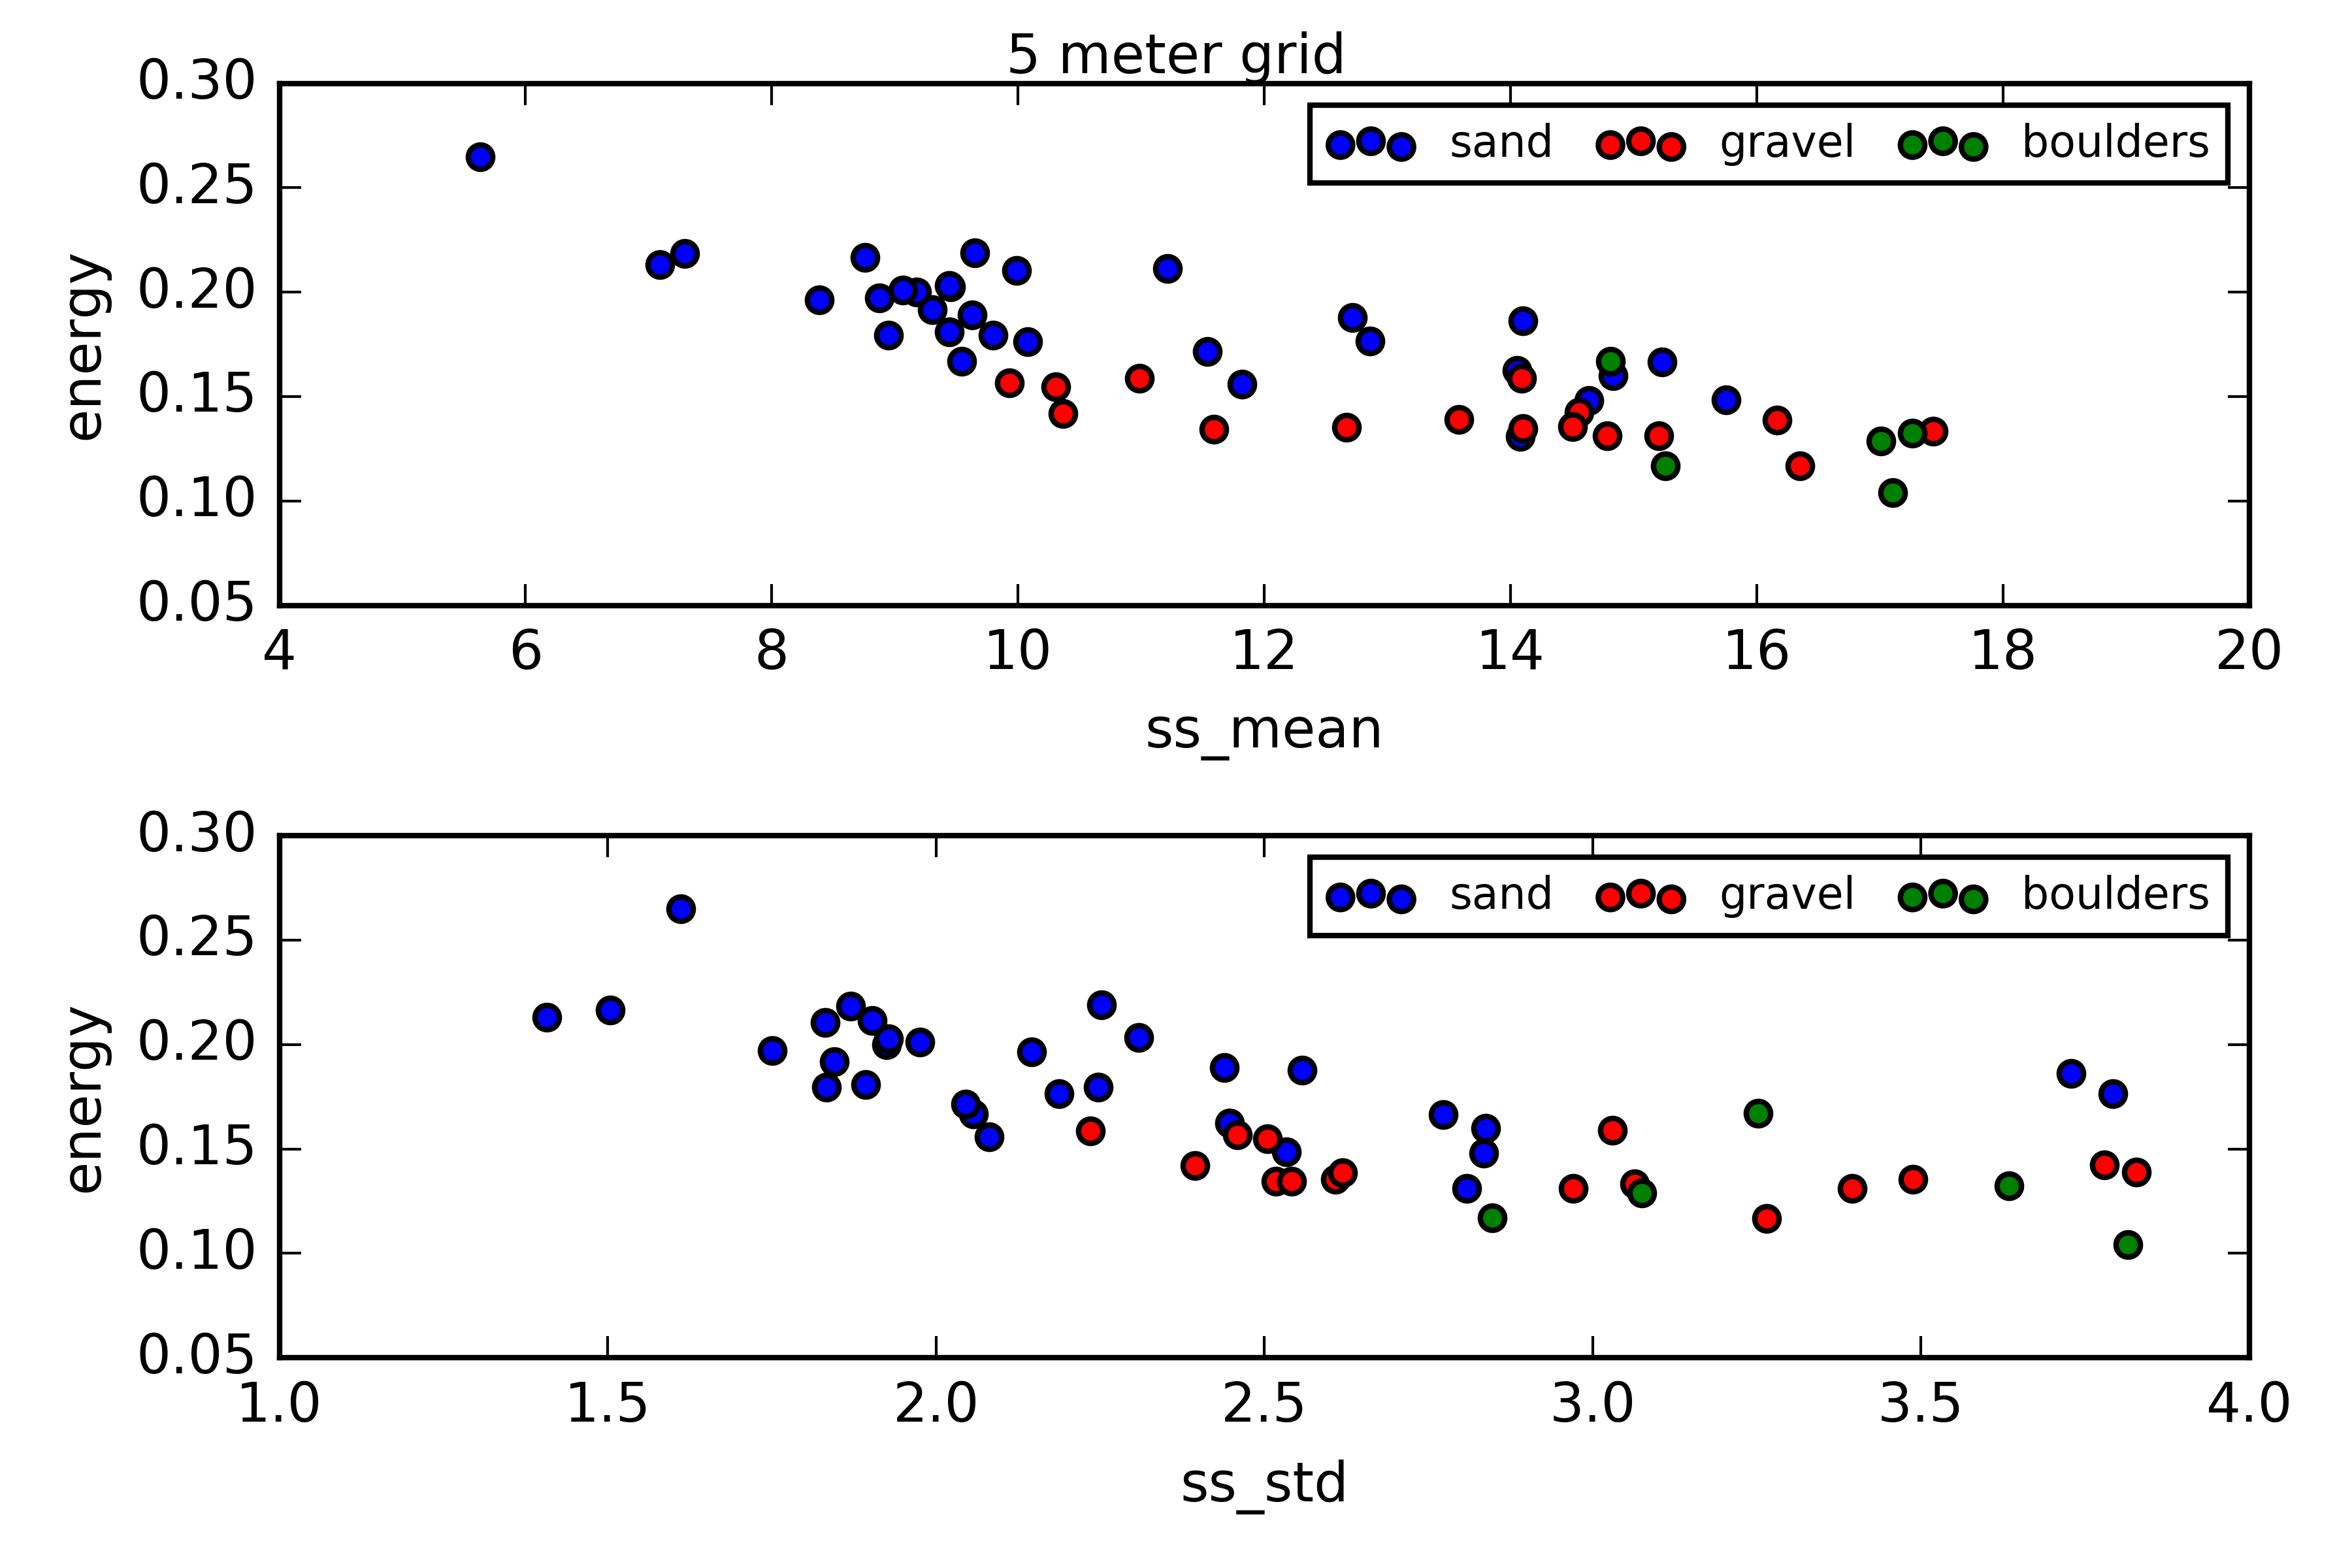 5 meter grid
0.30
0.25
0.20
0.15
0.10
0.05
energy
sand gravel boulders
4 6 8 10 12 14 16 18 20
ss_mean
0.30
0.25
0.20
0.15
0.10
0.05
energy
sand gravel boulders
1.0 1.5 2.0 2.5 3.0 3.5 4.0
ss_std